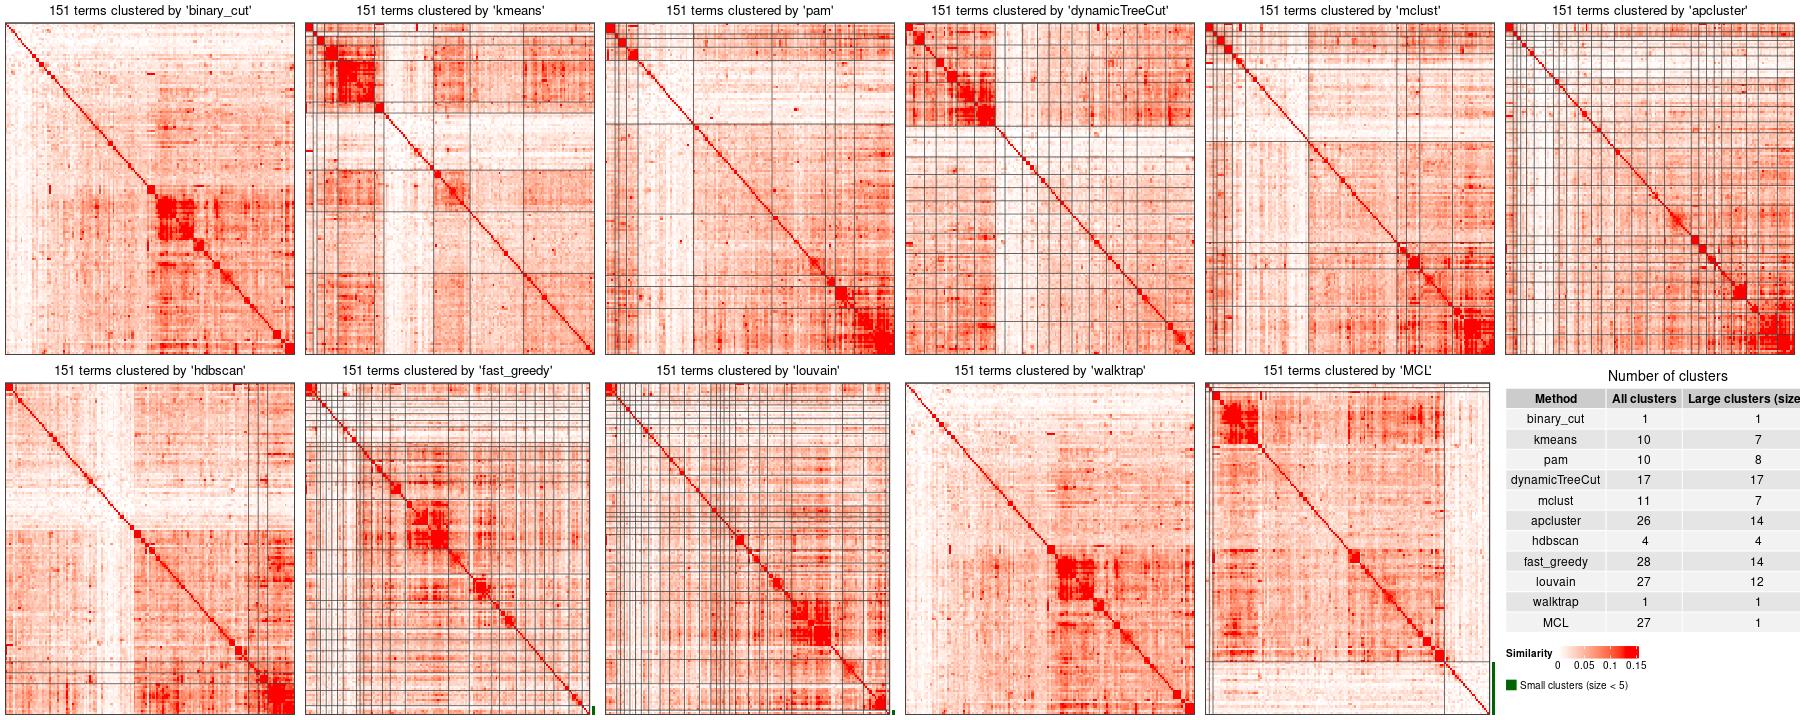 151 terms clustered by 'binary_cut'
151 terms clustered by 'kmeans'
151 terms clustered by 'pam'
151 terms clustered by 'dynamicTreeCut'
151 terms clustered by 'mclust'
151 terms clustered by 'apcluster'
151 terms clustered by 'hdbscan'
151 terms clustered by 'fast_greedy'
151 terms clustered by 'louvain'
151 terms clustered by 'walktrap'
151 terms clustered by 'MCL'
Number of clusters
Method All clusters Large clusters (size
binary_cut 1 1
kmeans 10 7
pam 10 8
dynamicTreeCut 17 17
mclust 11 7
apcluster 26 14
hdbscan 4 4
fast_greedy 28 14
louvain 27 12
walktrap 1 1
MCL 27 1
Similarity
0 0.05 0.1 0.15
Small clusters (size < 5)